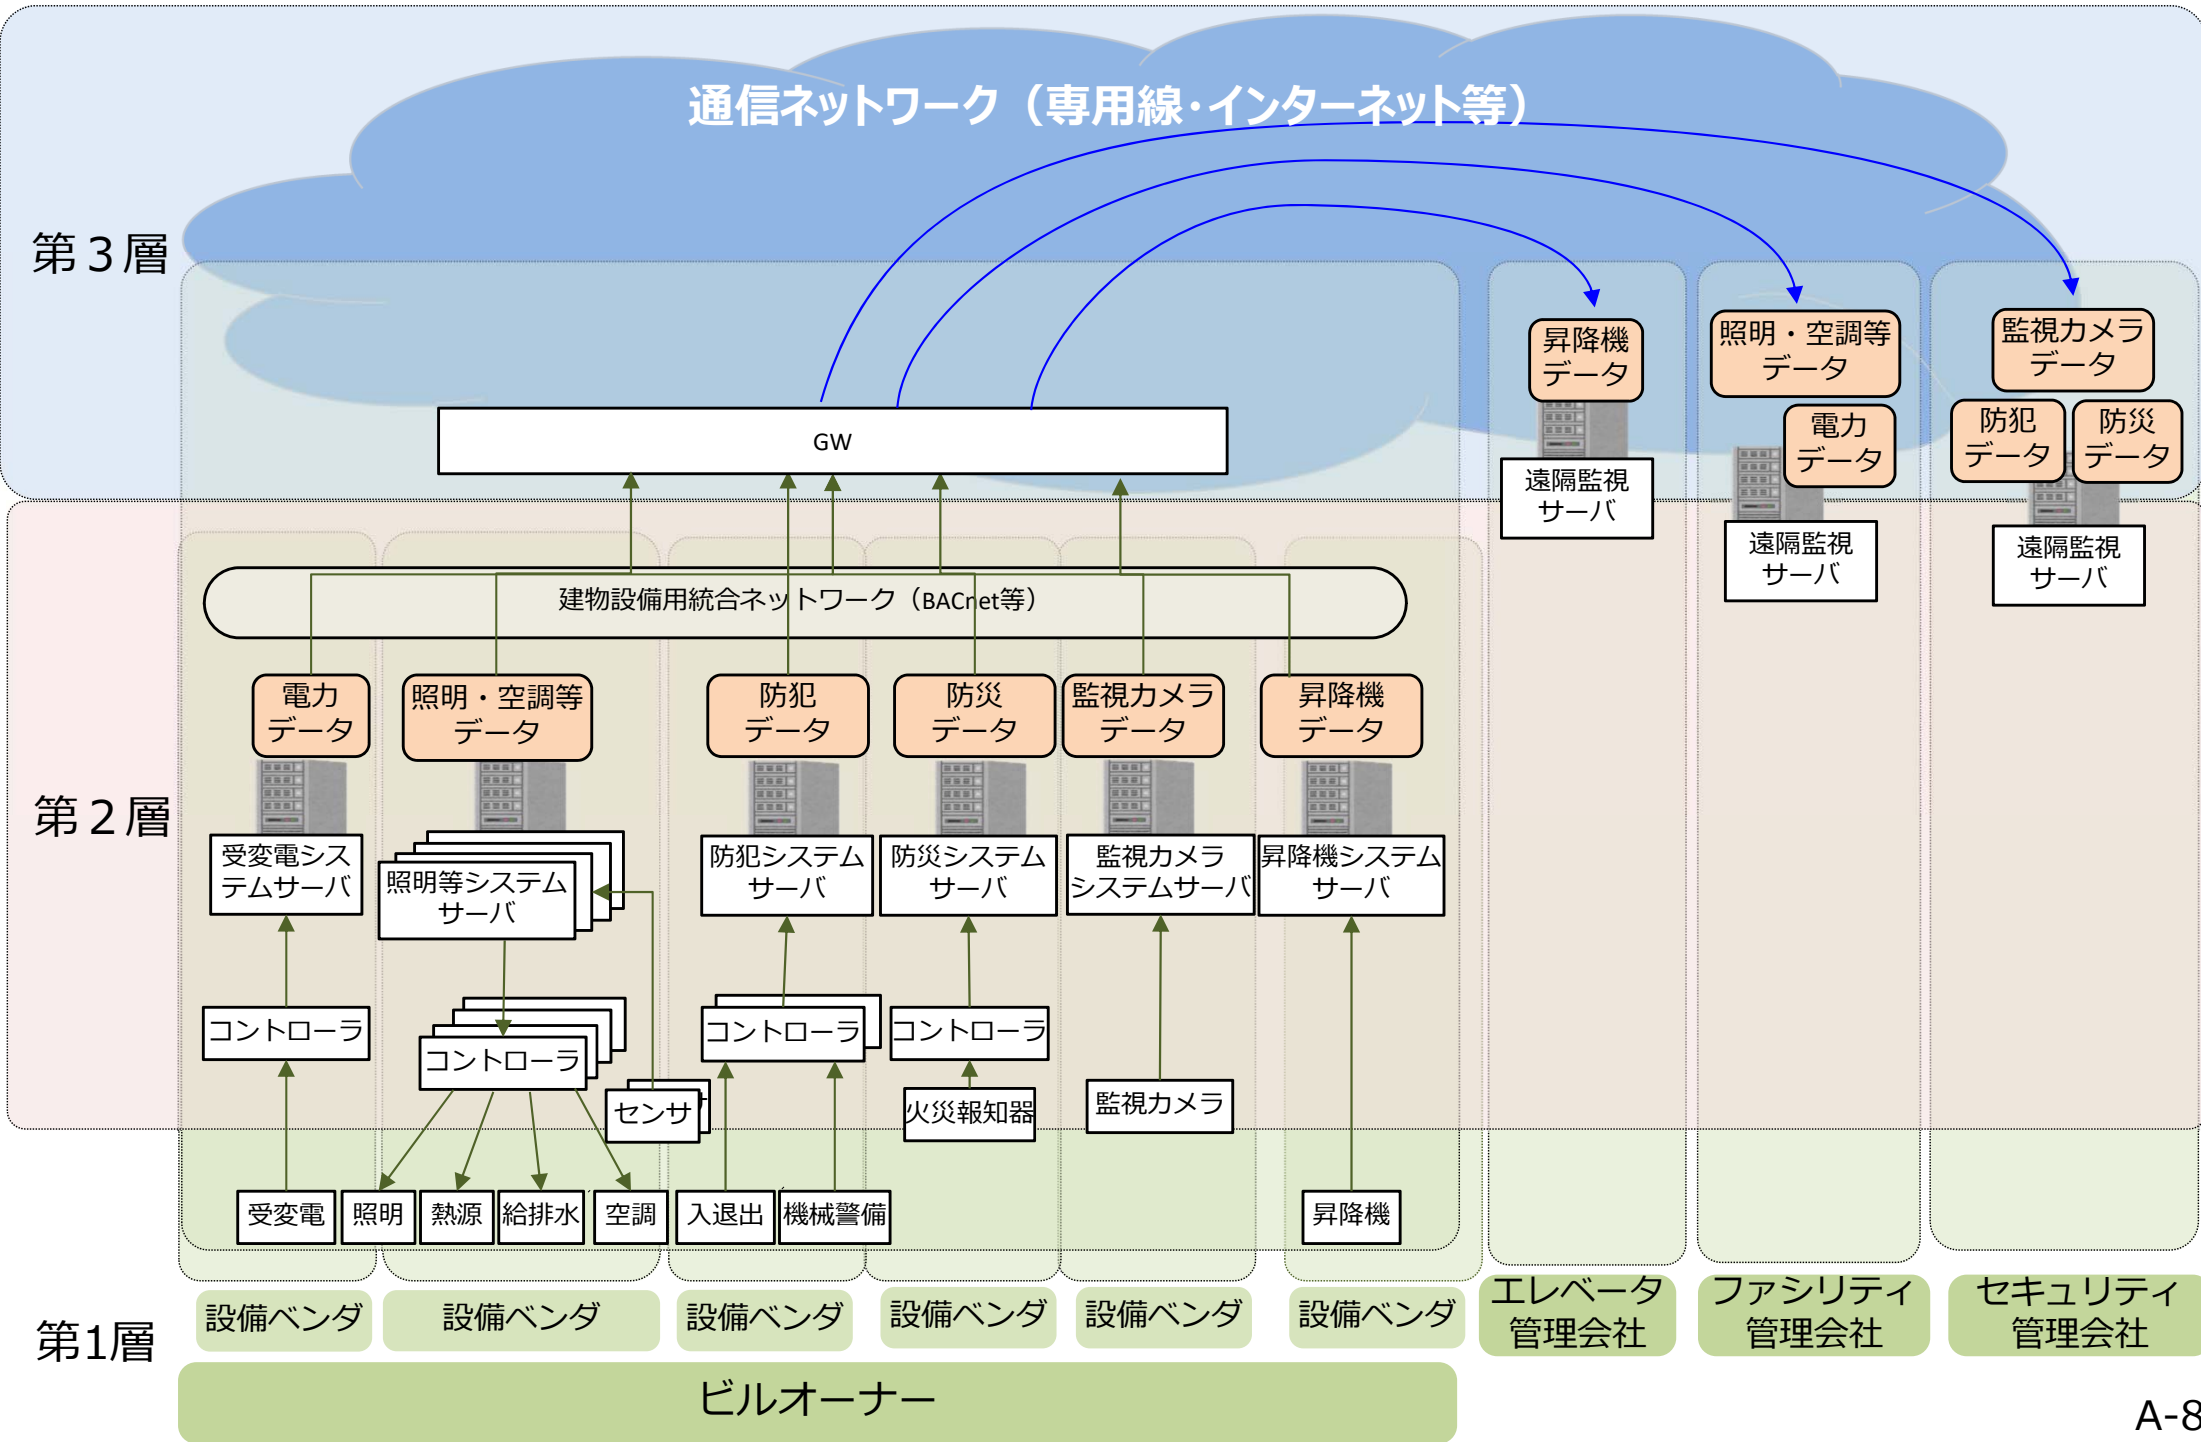 通信ネットワーク（専用線・インターネット等）
第３層
昇降機
データ
照明・空調等
データ
監視カメラ
データ
電力
データ
防犯
データ
防災
データ
GW
遠隔監視
サーバ
遠隔監視
サーバ
遠隔監視
サーバ
建物設備用統合ネットワーク（BACnet等）
電力
データ
照明・空調等
データ
防犯
データ
防災
データ
監視カメラ
データ
昇降機
データ
第２層
受変電シス
テムサーバ
照明等システム
サーバ
防犯システム
サーバ
防災システム
サーバ
監視カメラ
システムサーバ
昇降機システム
サーバ
コントローラ
コントローラ
コントローラ
コントローラ
センサ
火災報知器
監視カメラ
受変電
照明
熱源
給排水
空調
入退出
機械警備
昇降機
第1層
設備ベンダ
設備ベンダ
設備ベンダ
設備ベンダ
設備ベンダ
設備ベンダ
エレベータ
管理会社
ファシリティ
管理会社
セキュリティ
管理会社
ビルオーナー
A-8